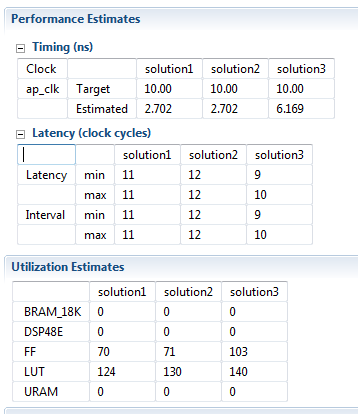 Performance Estimates
Timing (ns)
Clock solution1 solution2 solution3
ap_clk Target 10.00 10.00 10.00
Estimated 2.702 2.702 6.169
Latency (clock cycles)
solution1 solution2 solution3
Latency min 11 12 9
max 11 12 10
Interval min 11 12 9
max 11 12 10
Utilization Estimates
solution1 solution2 solution3
BRAM_18K 0 0 0
DSP48E 0 0 0
FF 70 71 103
LUT 124 130 140
URAM 0 0 0